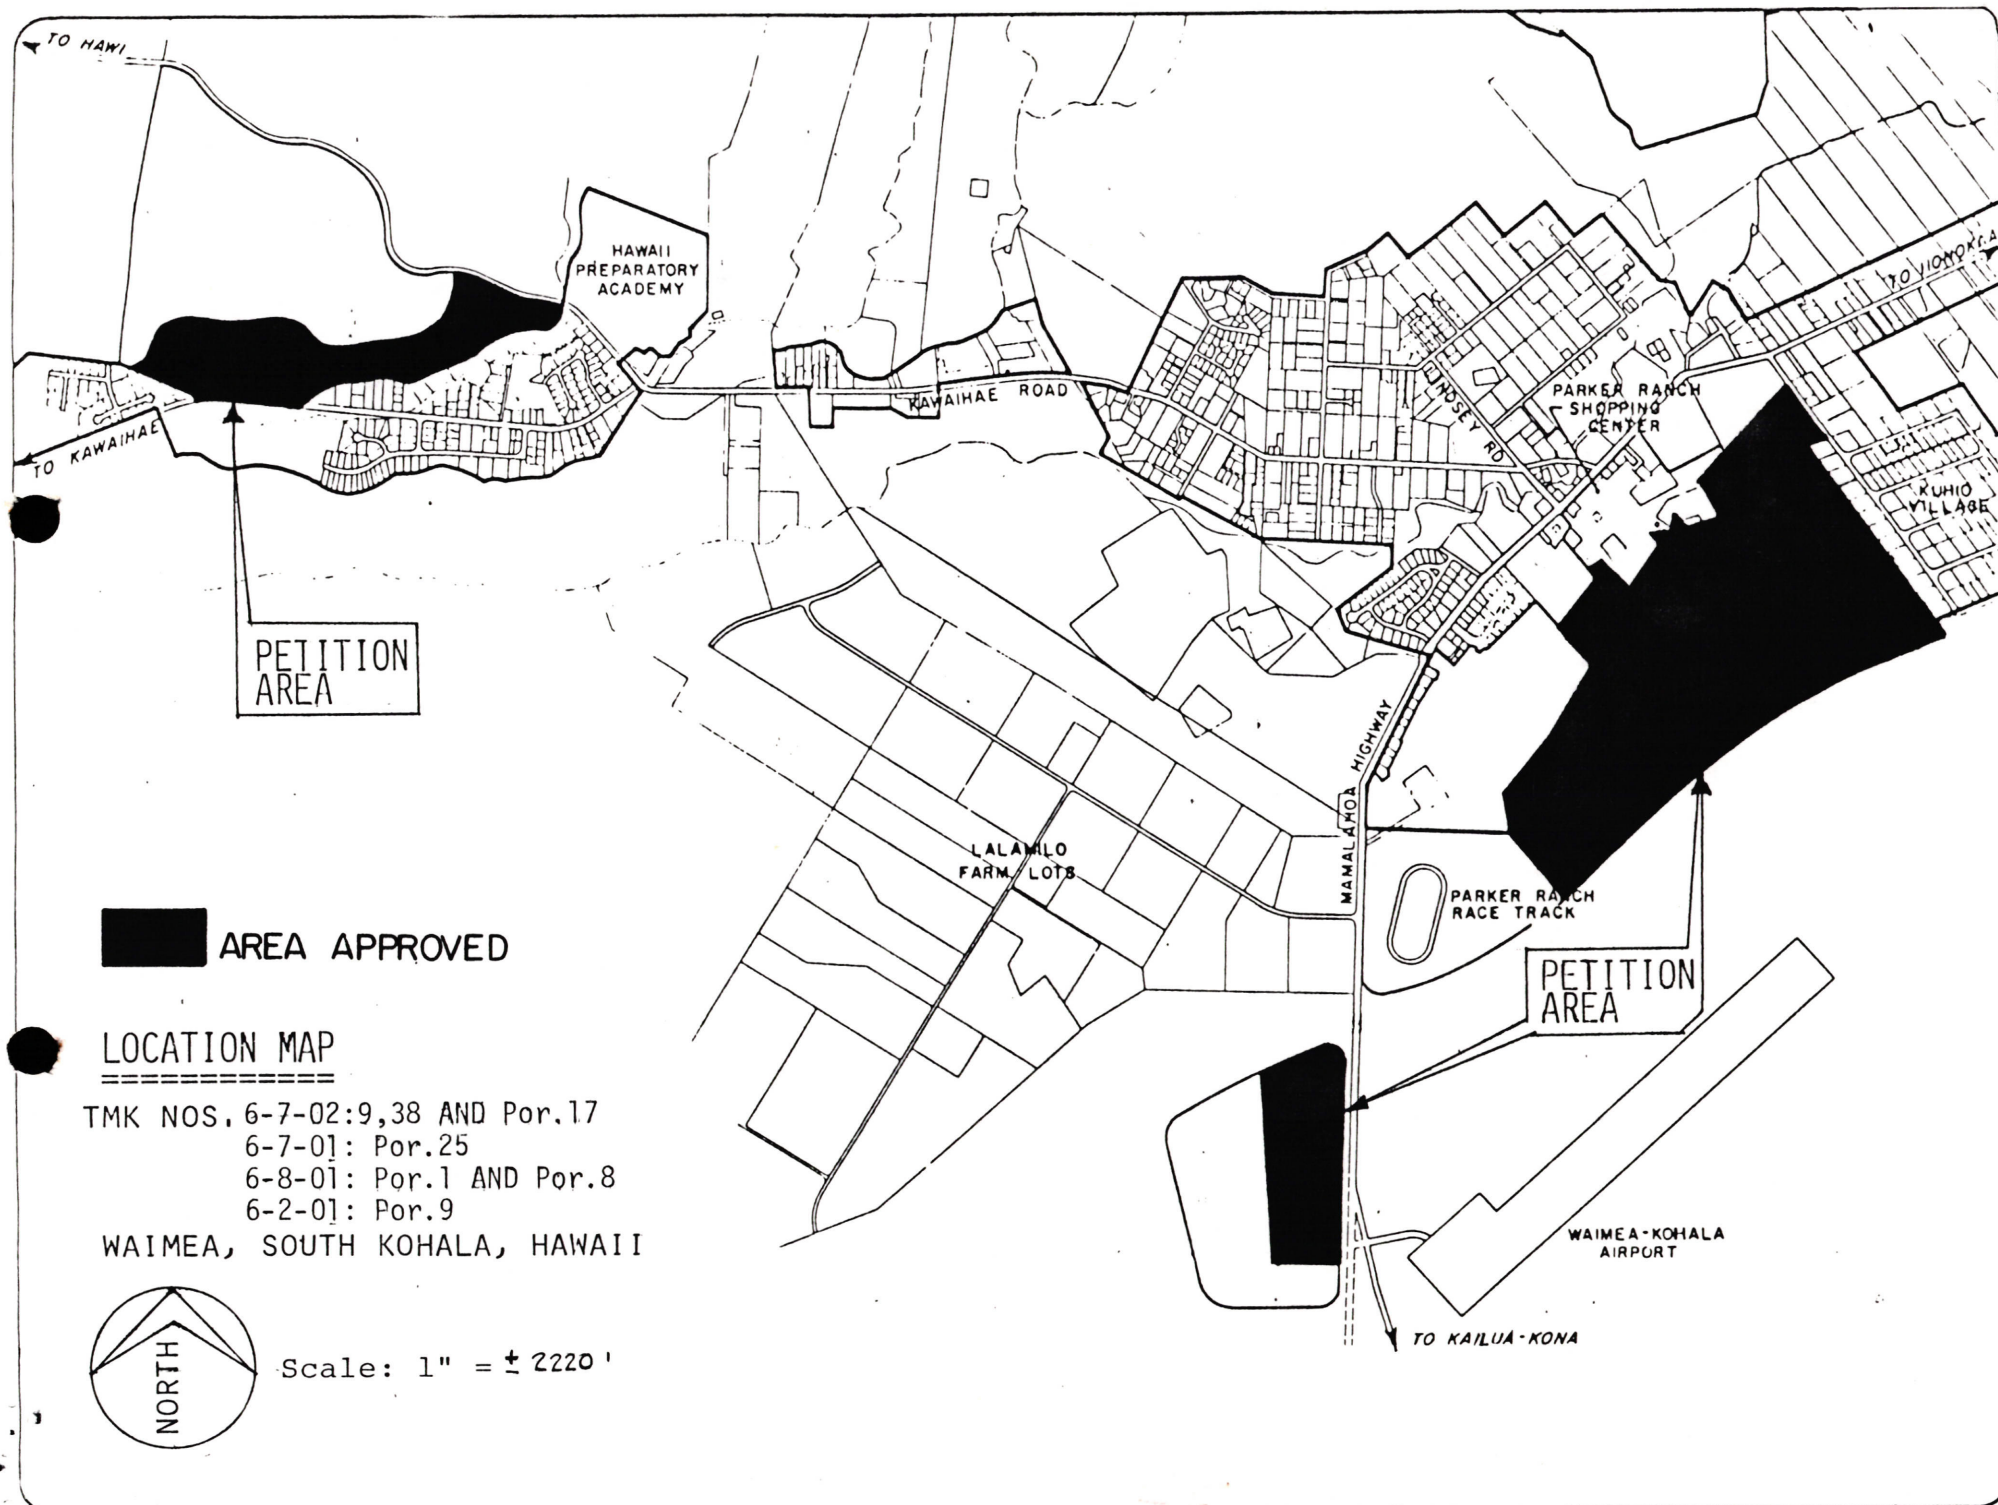 TO HAWI
HAWAII
PREPARATORY
ACADEMY
TO HONOKAA
KAWAIHAE ROAD
LINDSEY RD
PARKER RANCH
SHOPPING
CENTER
TO KAWAIHAE
KUHIO
VILLAGE
PETITION
AREA
MAMALAHOA HIGHWAY
LALAMILO
FARM LOTS
PARKER RANCH
RACE TRACK
AREA APPROVED
PETITION
AREA
LOCATION MAP
TMK NOS. 6-7-02:9,38 AND Por.17
6-7-01: Por.25
6-8-01: Por.1 AND Por.8
6-2-01: Por.9
WAIMEA, SOUTH KOHALA, HAWAII
WAIMEA-KOHALA
AIRPORT
NORTH
Scale: 1" = ± 2220'
TO KAILUA-KONA